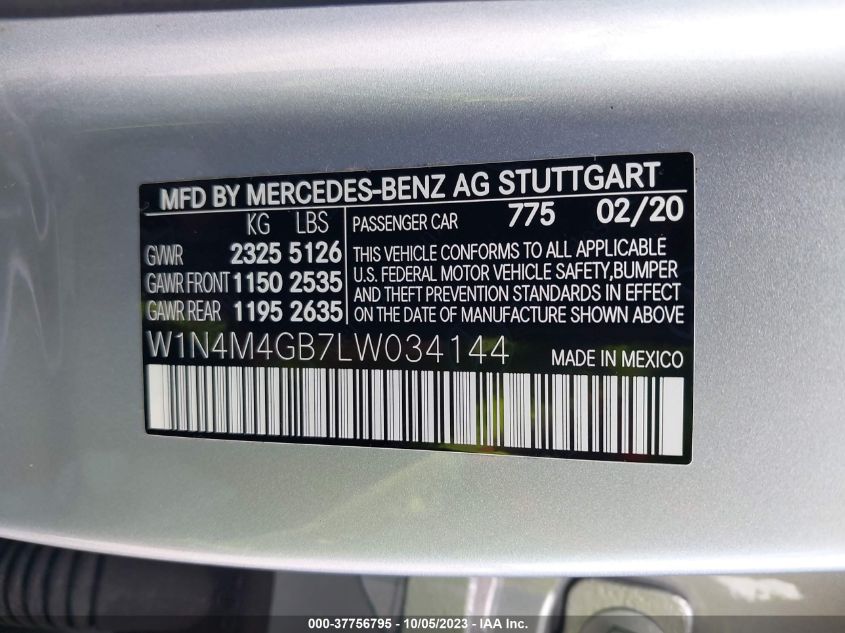 MFD BY MERCEDES-BENZ AG STUTTGART
KG LBS
GVWR 2325 5126
GAWR FRONT 1150 2535
GAWR REAR 1195 2635
PASSENGER CAR 775 02/20
THIS VEHICLE CONFORMS TO ALL APPLICABLE
U.S. FEDERAL MOTOR VEHICLE SAFETY,BUMPER
AND THEFT PREVENTION STANDARDS IN EFFECT
ON THE DATE OF MANUFACTURE SHOWN ABOVE
W1N4M4GB7LW034144
MADE IN MEXICO
000-37756795 - 10/05/2023 - IAA Inc.